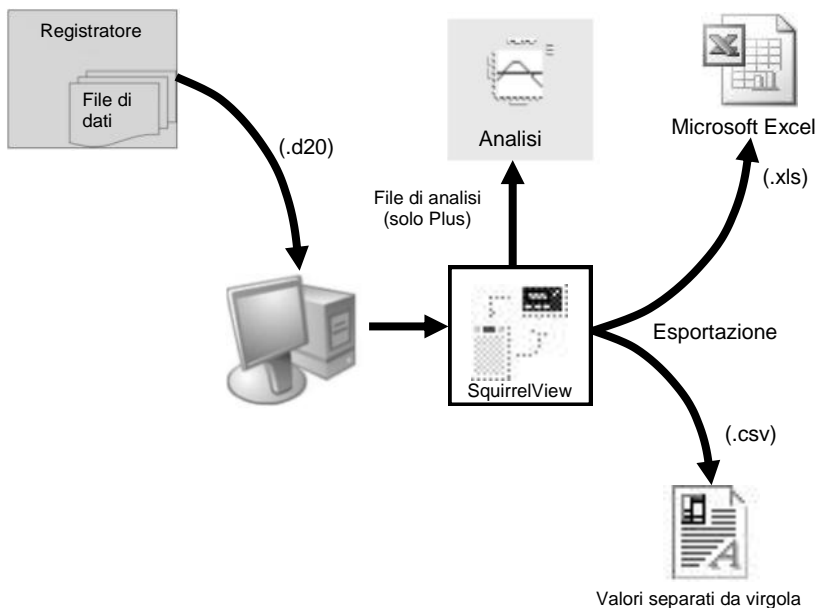 Registratore
File di
dati
(.d20)
Analisi
File di analisi
(solo Plus)
Microsoft Excel
(.xls)
SquirrelView
Esportazione
(.csv)
Valori separati da virgola